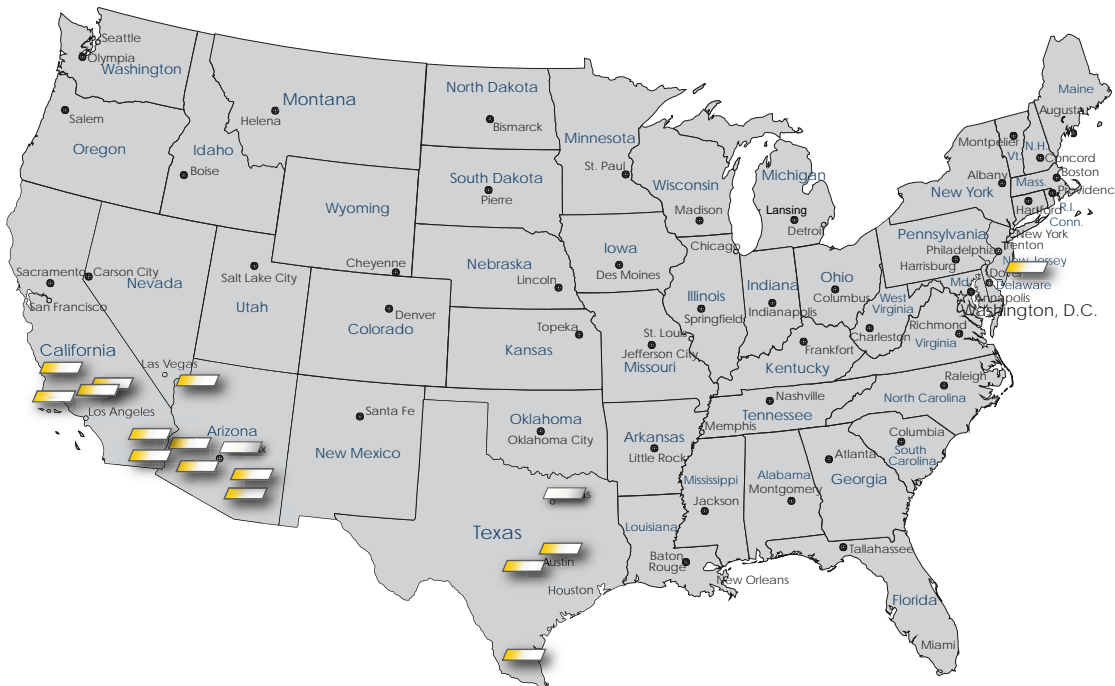 Seattle
Olympia
Washington
Salem
Oregon
Idaho
Boise
Montana
Helena
North Dakota
Bismarck
South Dakota
Pierre
Wyoming
Cheyenne
Minnesota
St. Paul
Wisconsin
Madison
Michigan
Lansing
Detroi
Chicago
Iowa
Des Moines
Nebraska
Lincoln
Sacramento
San Francisco
Carson City
Nevada
Salt Lake City
Utah
Denver
Colorado
Topeka
Kansas
Illinois
Springfield
St. Louis
Jefferson City
Missouri
Indiana
Indianapolis
Ohio
Columbus
West
Virginia
Charleston
Frankfort
Kentucky
Richmond
Virginia
Maine
Augusta
Montpelier
Vt.
N.H.
Concord
Boston
Mass.
Providenc
R.I.
Hartford
Conn.
Albany
New York
New York
Pennsylvania
Philadelphia
Harrisburg
Trenton
New Jersey
Dover
Delaware
Md.
Annapolis
Washington, D.C.
California
Los Angeles
Las Vegas
Arizona
x
Santa Fe
New Mexico
Oklahoma
Oklahoma City
Arkansas
Little Rock
Nashville
Tennessee
Memphis
Raleigh
North Carolina
Columbia
South
Carolina
Atlanta
Georgia
Alabama
Montgomery
Mississippi
Jackson
Louisiana
Baton
Rouge
New Orleans
Texas
as
Austin
Houston
Tallahassee
Florida
Miami